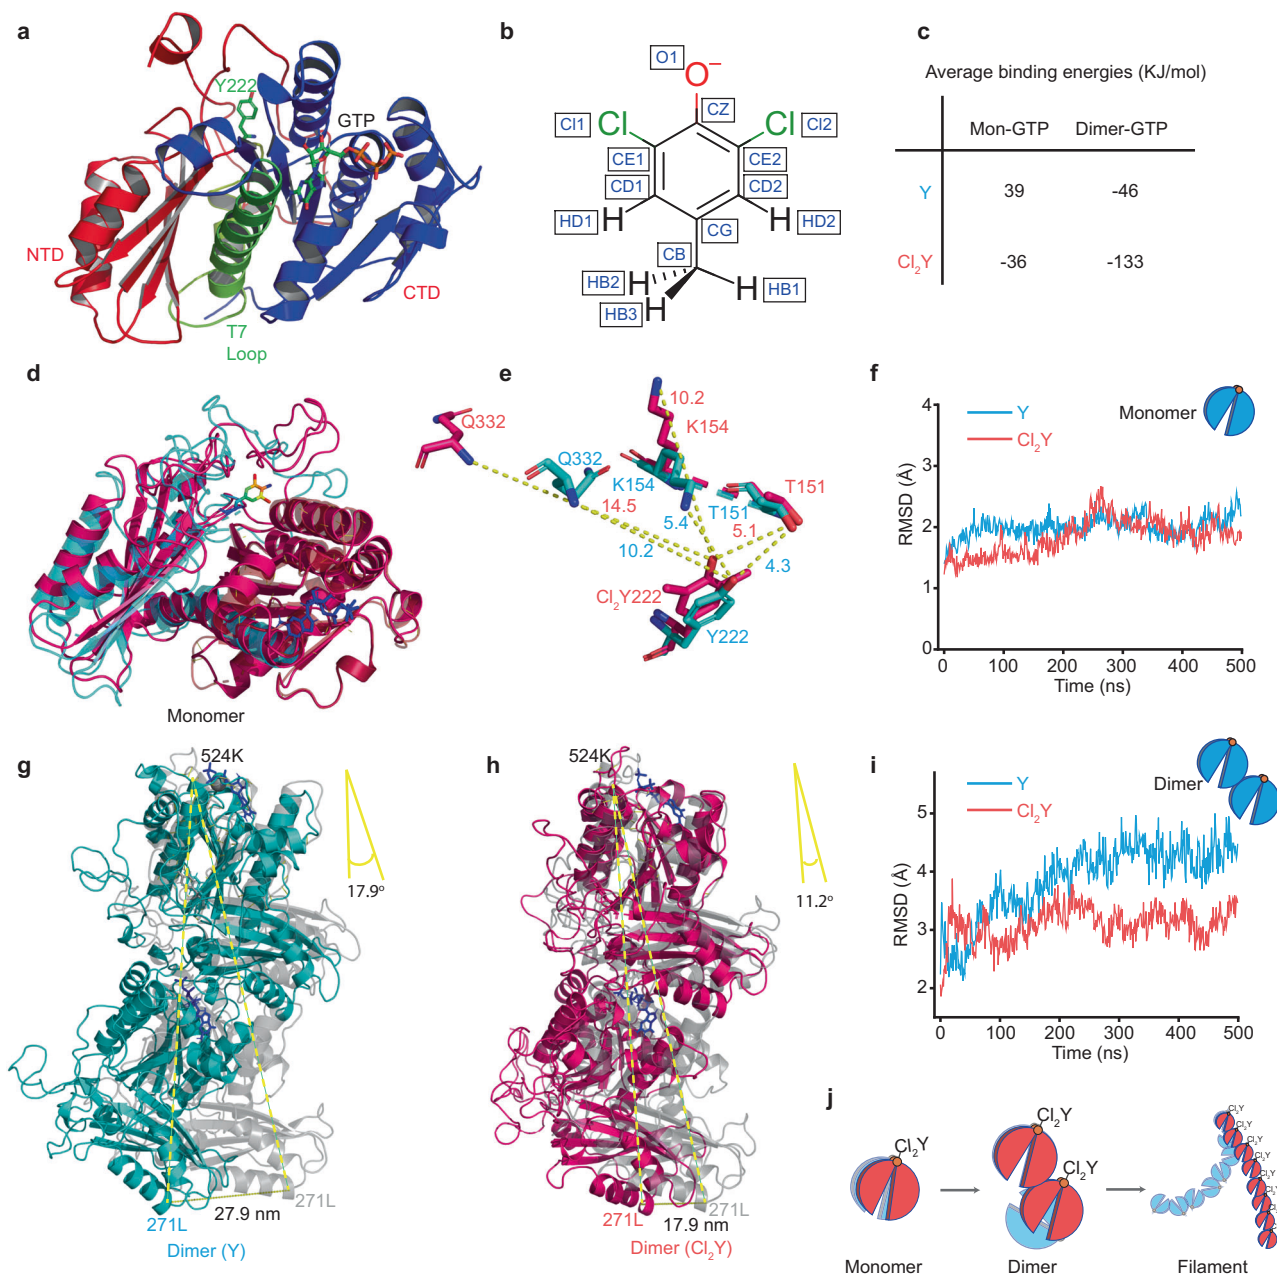 a
Y222
GTP
NTD
CTD
T7
Loop
b
O1
O−
Cl1
Cl
CZ
Cl
Cl2
CE1
CE2
CD1
CD2
HD1
H
CG
H
HD2
CB
HB2
H
H
HB1
HB3
H
c
Average binding energies (KJ/mol)
Mon-GTP Dimer-GTP
Y 39 -46
Cl2Y -36 -133
d
Monomer
e
10.2
Q332
K154
Q332
K154
T151
14.5
T151
5.4
5.1
10.2
4.3
Cl2Y222
Y222
f
Y
Cl2Y
Monomer
RMSD (Å)
4
3
2
1
0
0 100 200 300 400 500
Time (ns)
g
524K
17.9°
271L
271L
27.9 nm
Dimer (Y)
h
524K
11.2°
271L
271L
17.9 nm
Dimer (Cl2Y)
i
Y
Cl2Y
Dimer
RMSD (Å)
5
4
3
2
0 100 200 300 400 500
Time (ns)
j
Cl2Y
Cl2Y
Cl2Y
Cl2Y
Cl2Y
Cl2Y
Cl2Y
Cl2Y
Monomer
Dimer
Filament